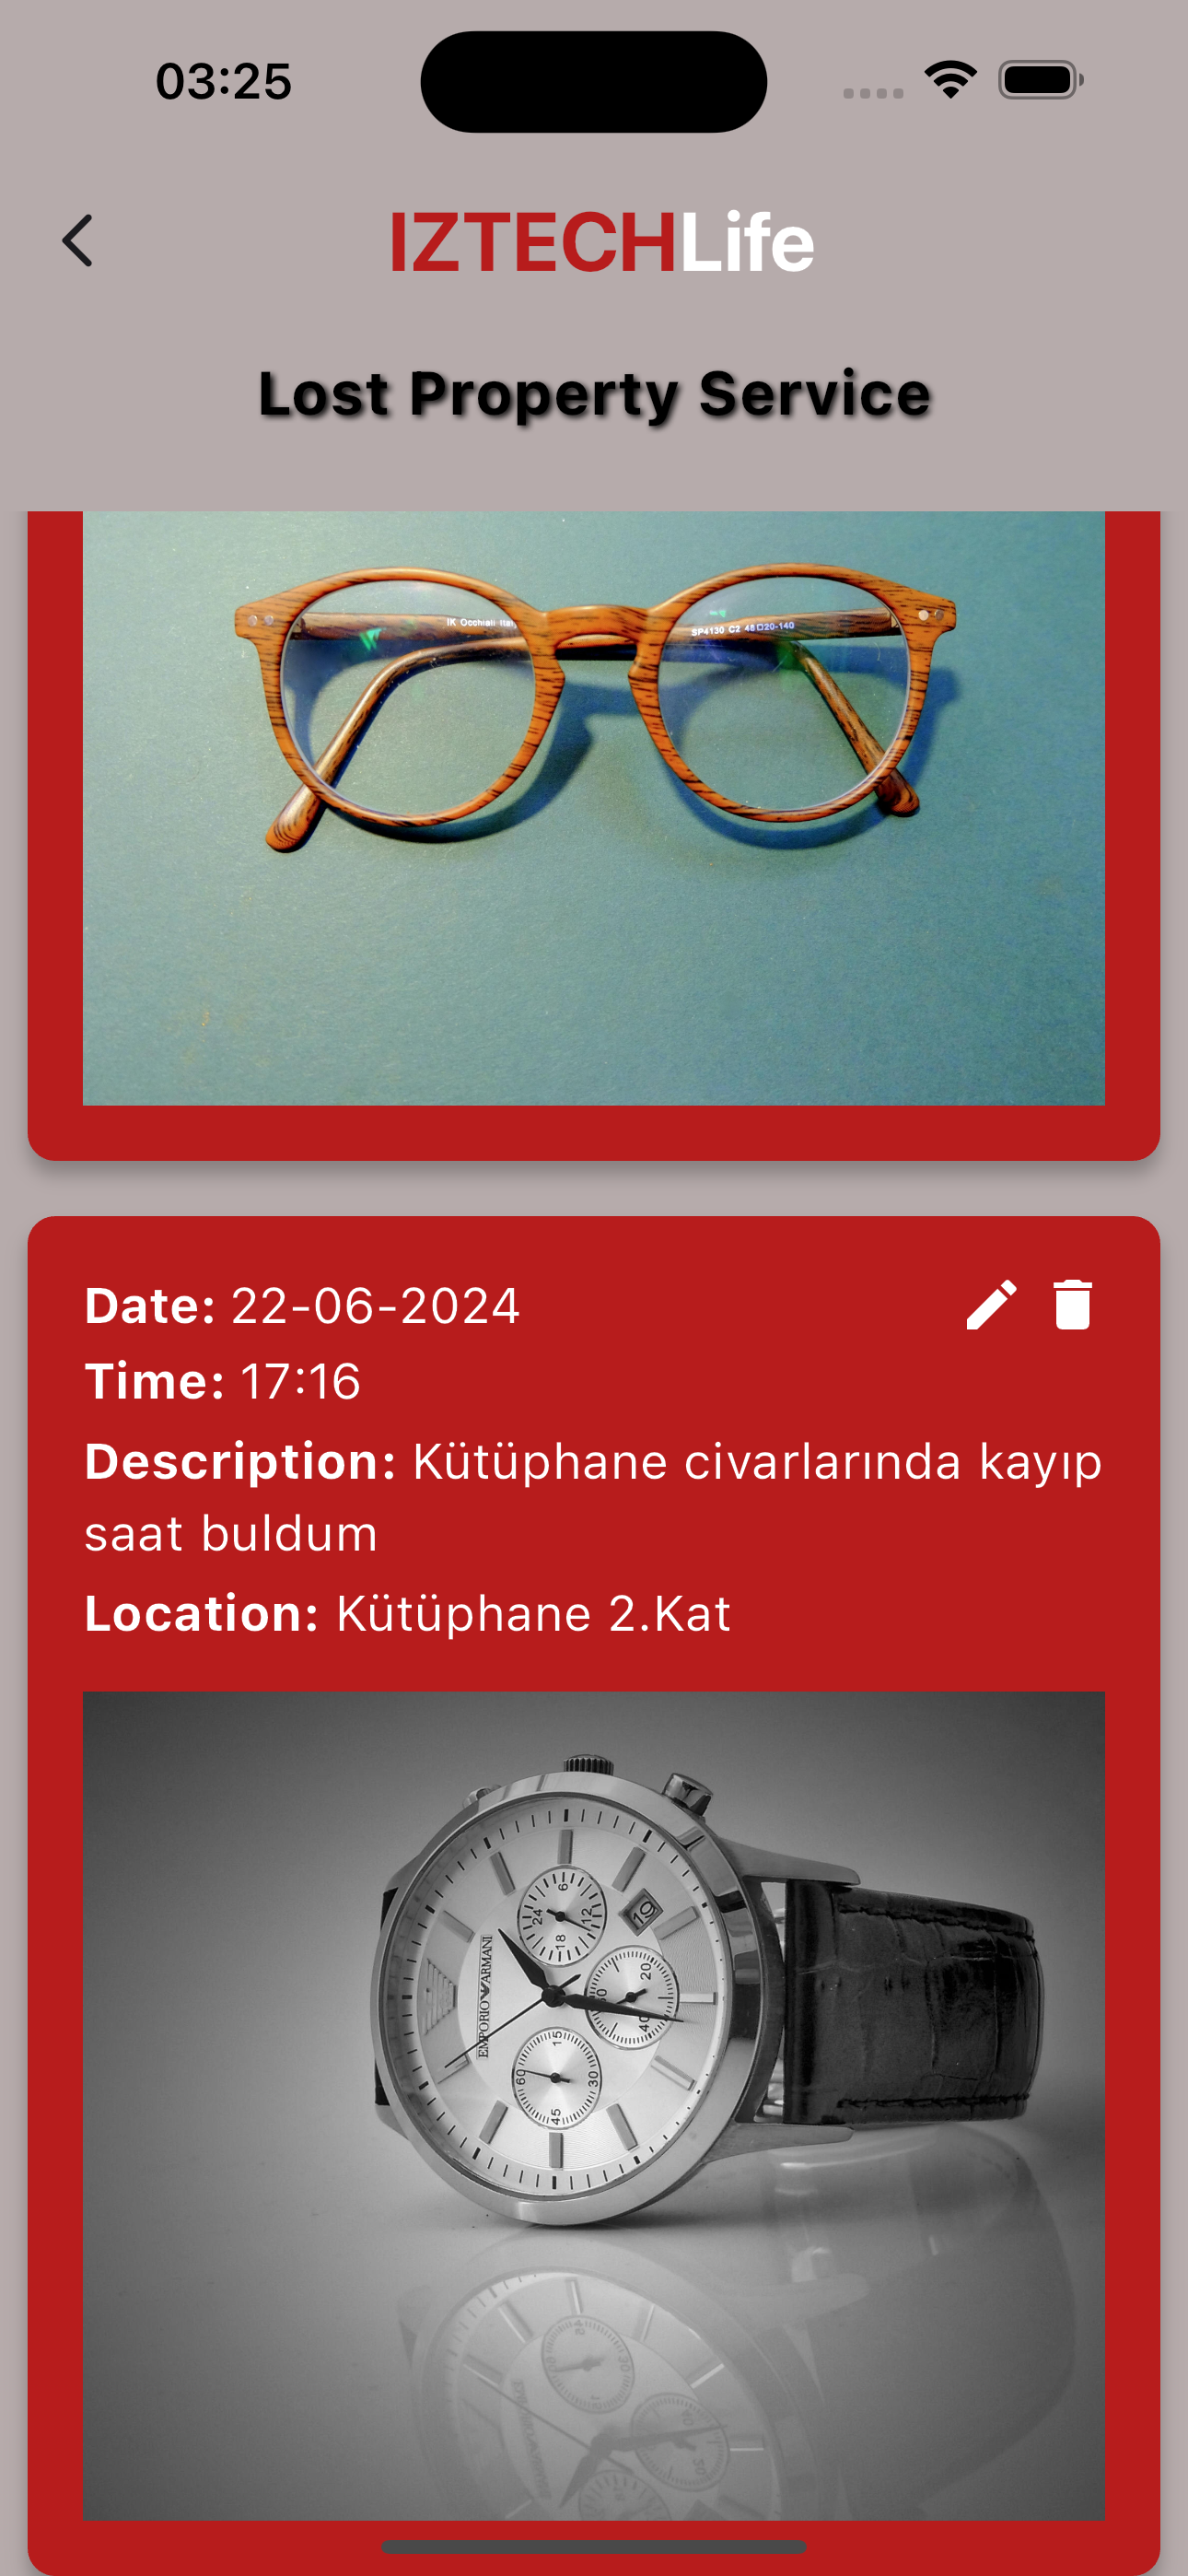 03:25
IZTECHLife
Lost Property Service
IK Occhiali
SP4130 C2 46□20-140
Date: 22-06-2024
Time: 17:16
Description: Kütüphane civarlarında kayıp
saat buldum
Location: Kütüphane 2.Kat
EMPORIO ARMANI
6
24
12
18
19
20
40
15
60
30
45